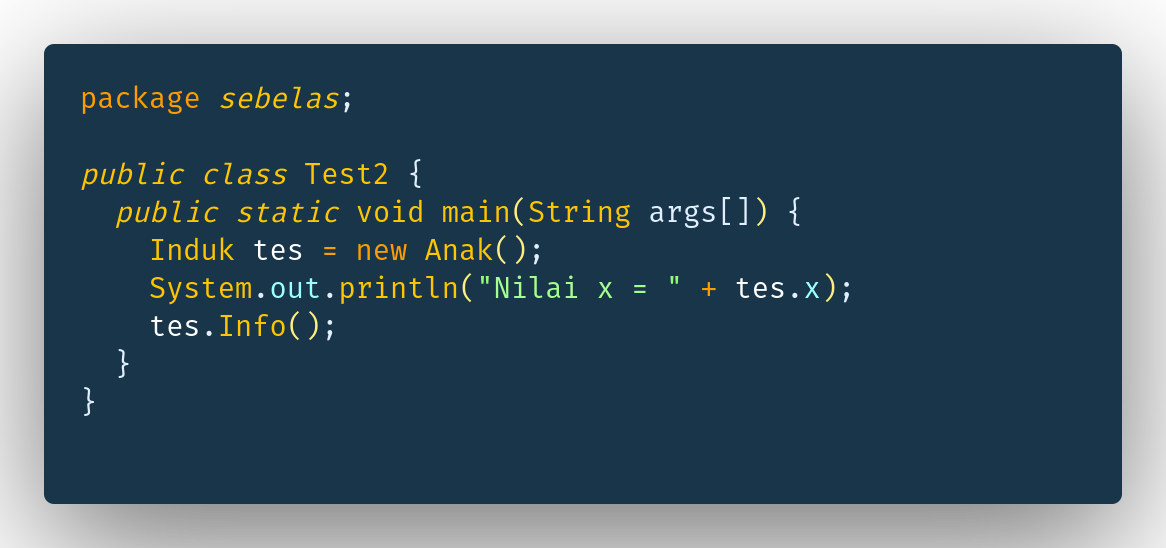 package sebelas;

public class Test2 {
  public static void main(String args[]) {
    Induk tes = new Anak();
    System.out.println("Nilai x = " + tes.x);
    tes.Info();
  }
}